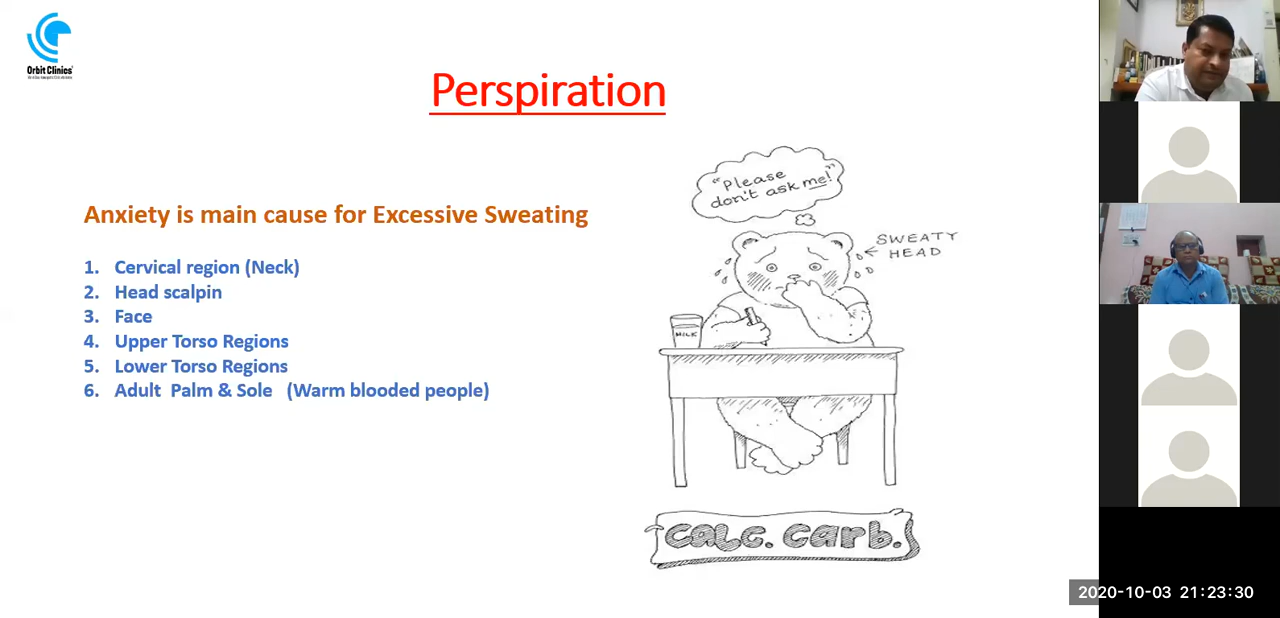 Orbit Clinics
Perspiration
Anxiety is main cause for Excessive Sweating
1. Cervical region (Neck)
2. Head scalpin
3. Face
4. Upper Torso Regions
5. Lower Torso Regions
6. Adult Palm & Sole (Warm blooded people)
"Please
don't ask me!"
SWEATY
HEAD
MILK
Calc. Carb.
2020-10-03 21:23:30